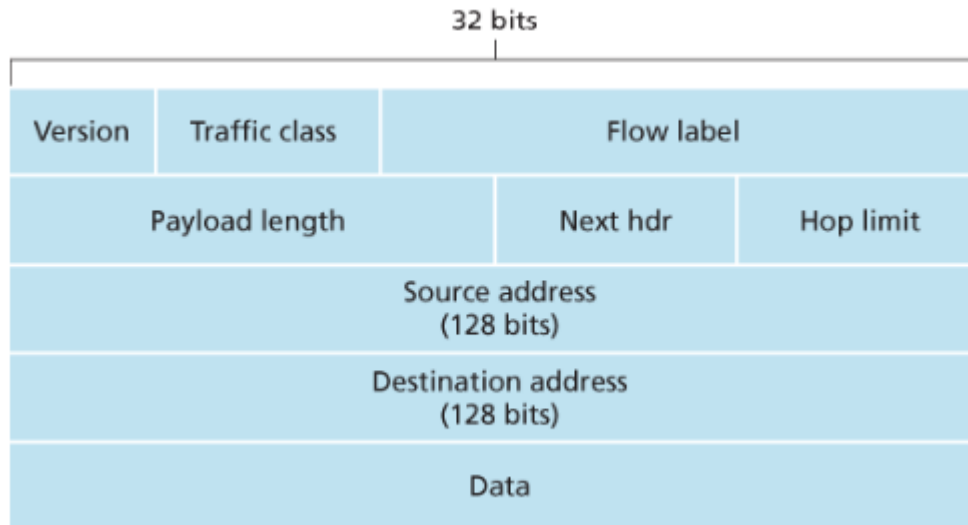 32 bits
Version Traffic class Flow label
Payload length Next hdr Hop limit
Source address
(128 bits)
Destination address
(128 bits)
Data